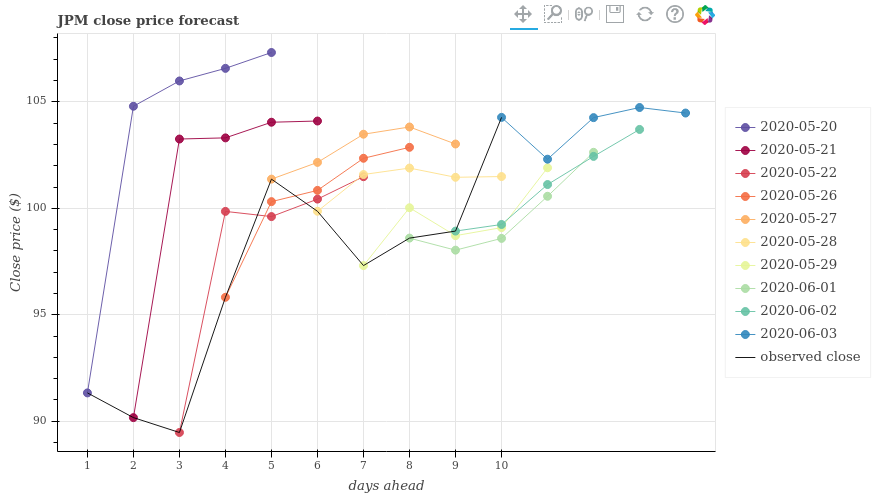 JPM close price forecast
105
100
95
90
Close price ($)
1 2 3 4 5 6 7 8 9 10
days ahead
2020-05-20
2020-05-21
2020-05-22
2020-05-26
2020-05-27
2020-05-28
2020-05-29
2020-06-01
2020-06-02
2020-06-03
observed close